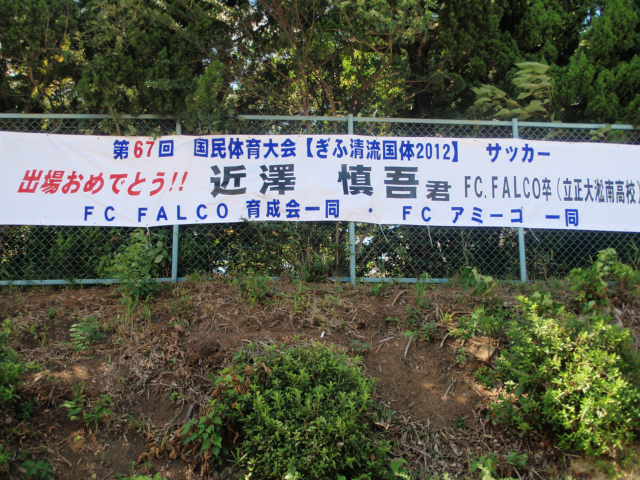 第67回 国民体育大会【ぎふ清流国体2012】 サッカー
出場おめでとう!! 近澤 慎吾君 FC.FALCO卒(立正大淞南高校)
FC FALCO 育成会一同 ・ FC アミーゴ 一同